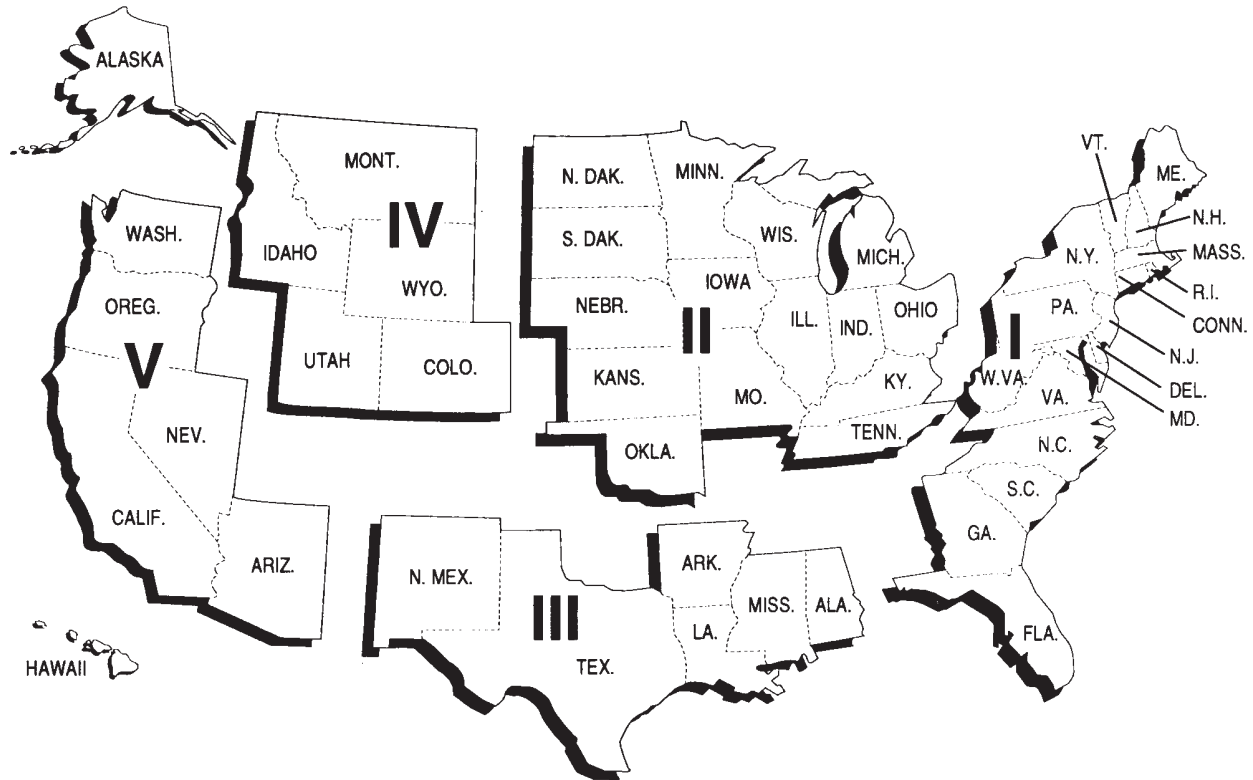 ALASKA
MONT.
IV
IDAHO
WYO.
UTAH
COLO.
WASH.
OREG.
V
NEV.
CALIF.
ARIZ.
HAWAII
N. DAK.
MINN.
S. DAK.
WIS.
MICH.
NEBR.
IOWA
II
ILL.
IND.
OHIO
KANS.
MO.
KY.
OKLA.
TENN.
N. MEX.
III
TEX.
ARK.
LA.
MISS.
ALA.
VT.
ME.
N.H.
MASS.
N.Y.
R.I.
CONN.
PA.
I
N.J.
W.VA.
DEL.
VA.
MD.
N.C.
S.C.
GA.
FLA.